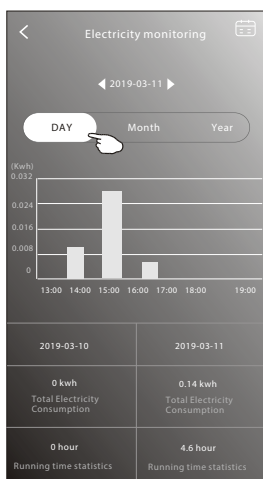 Electricity monitoring
2019-03-11
DAY Month Year
(Kwh)
0.032
0.024
0.016
0.008
0
13:00 14:00 15:00 16:00 17:00 18:00 19:00
2019-03-10 2019-03-11
0 kwh 0.14 kwh
Total Electricity Total Electricity
Consumption Consumption
0 hour 4.6 hour
Running time statistics Running time statistics